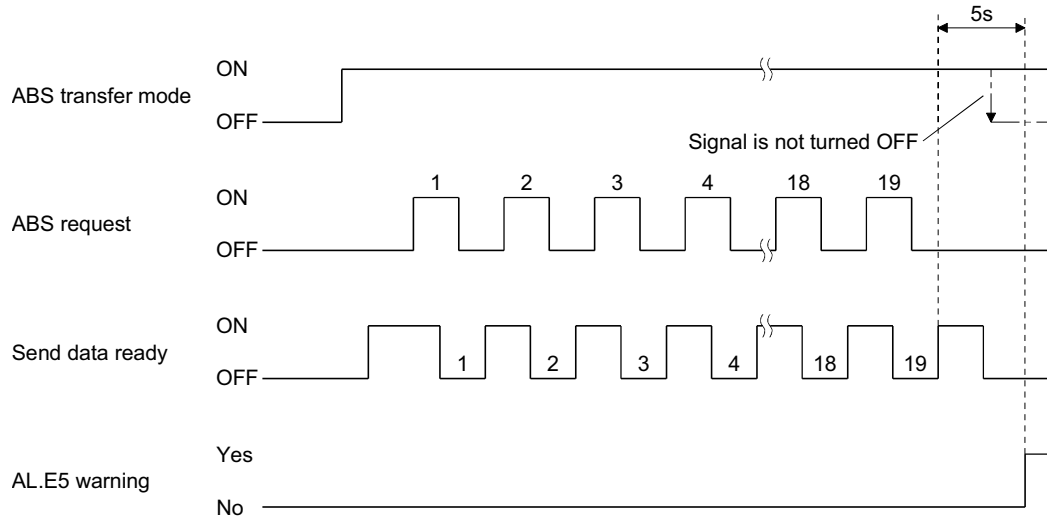 5s
ON
ABS transfer mode
OFF
Signal is not turned OFF
1 2 3 4 18 19
ON
ABS request
OFF
ON
Send data ready
OFF
1 2 3 4 18 19
Yes
AL.E5 warning
No